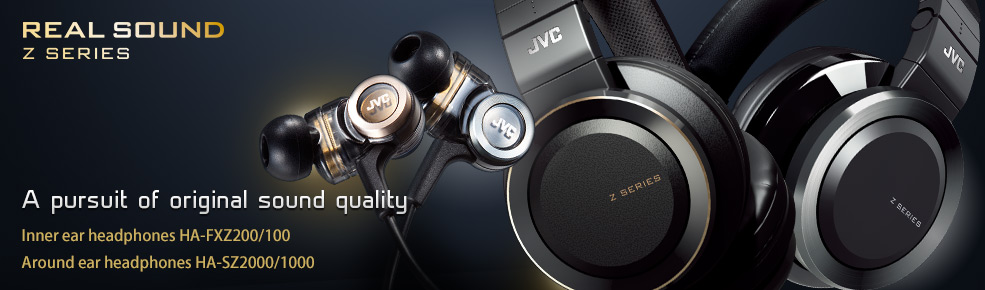 REAL SOUND
Z SERIES
JVC
JVC
JVC
JVC
Z SERIES
Z SERIES
A pursuit of original sound quality
Inner ear headphones HA-FXZ200/100
Around ear headphones HA-SZ2000/1000